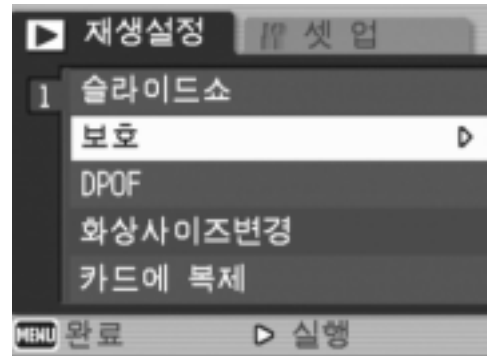 재생설정 셋 업
1 슬라이드쇼
보호
DPOF
화상사이즈변경
카드에 복제
MENU 완료 실행